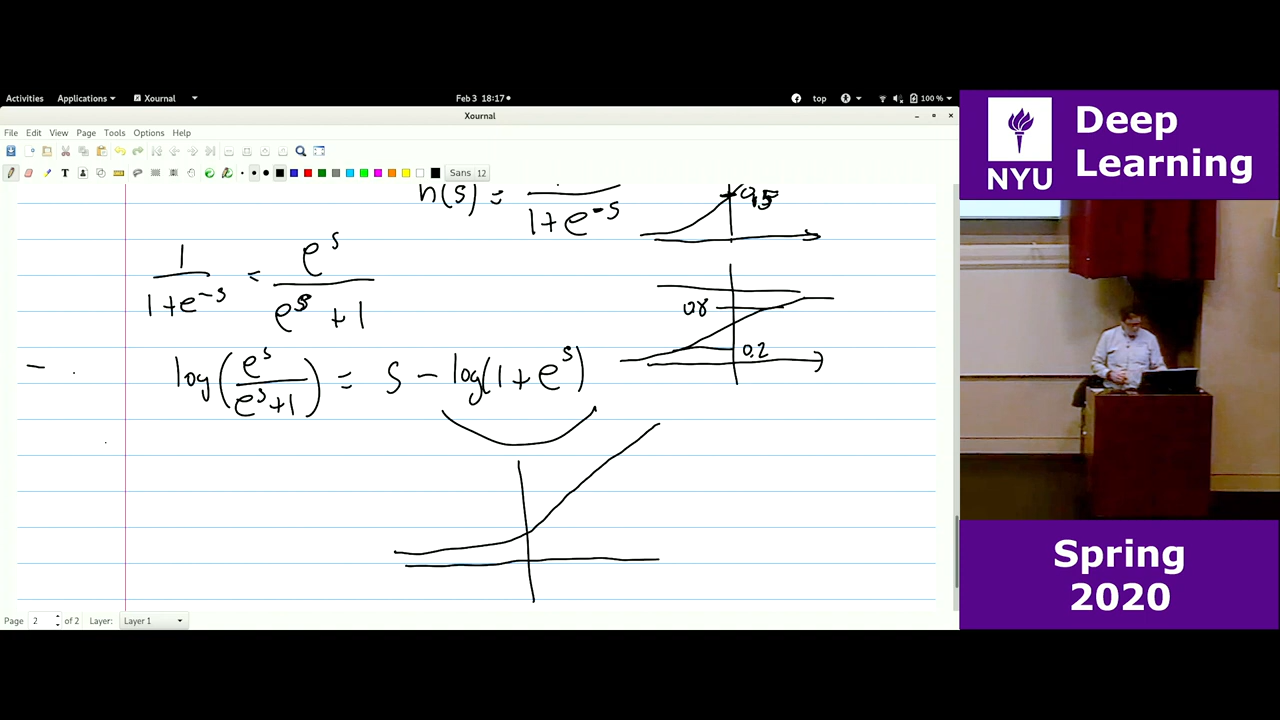 Activities Applications Xournal Feb 3 18:17 top 100 %
Xournal
File Edit View Page Tools Options Help
Sans 12
h(s) =
1+e^-s
0.5
1/(1+e^-s) = e^s/(e^s + 1)
0.8
0.2
log(e^s/(e^s+1)) = s - log(1+e^s)
Page 2 of 2 Layer: Layer 1
NYU
Deep
Learning
Spring
2020